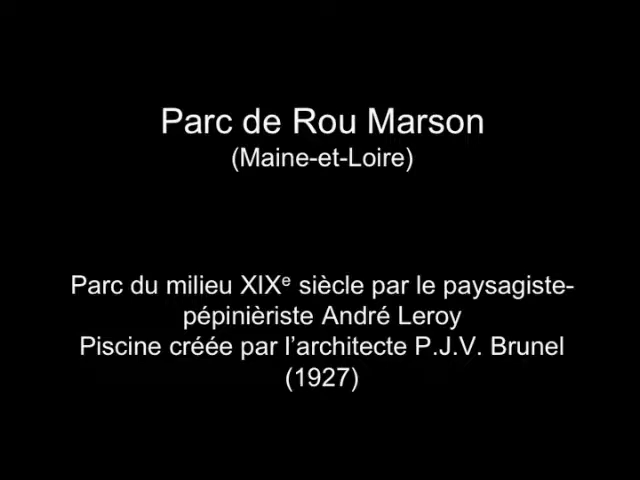 Parc de Rou Marson
(Maine-et-Loire)
Parc du milieu XIXᵉ siècle par le paysagiste-
pépinièriste André Leroy
Piscine créée par l’architecte P.J.V. Brunel
(1927)